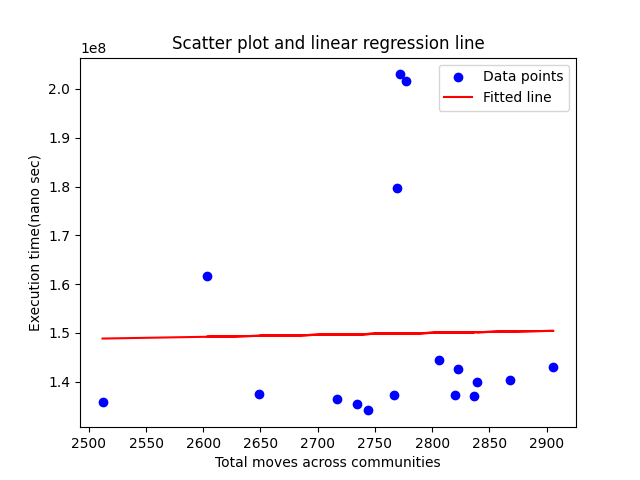 Scatter plot and linear regression line
1e8
Data points
Fitted line
2.0
1.9
1.8
1.7
1.6
1.5
1.4
Execution time(nano sec)
2500 2550 2600 2650 2700 2750 2800 2850 2900
Total moves across communities